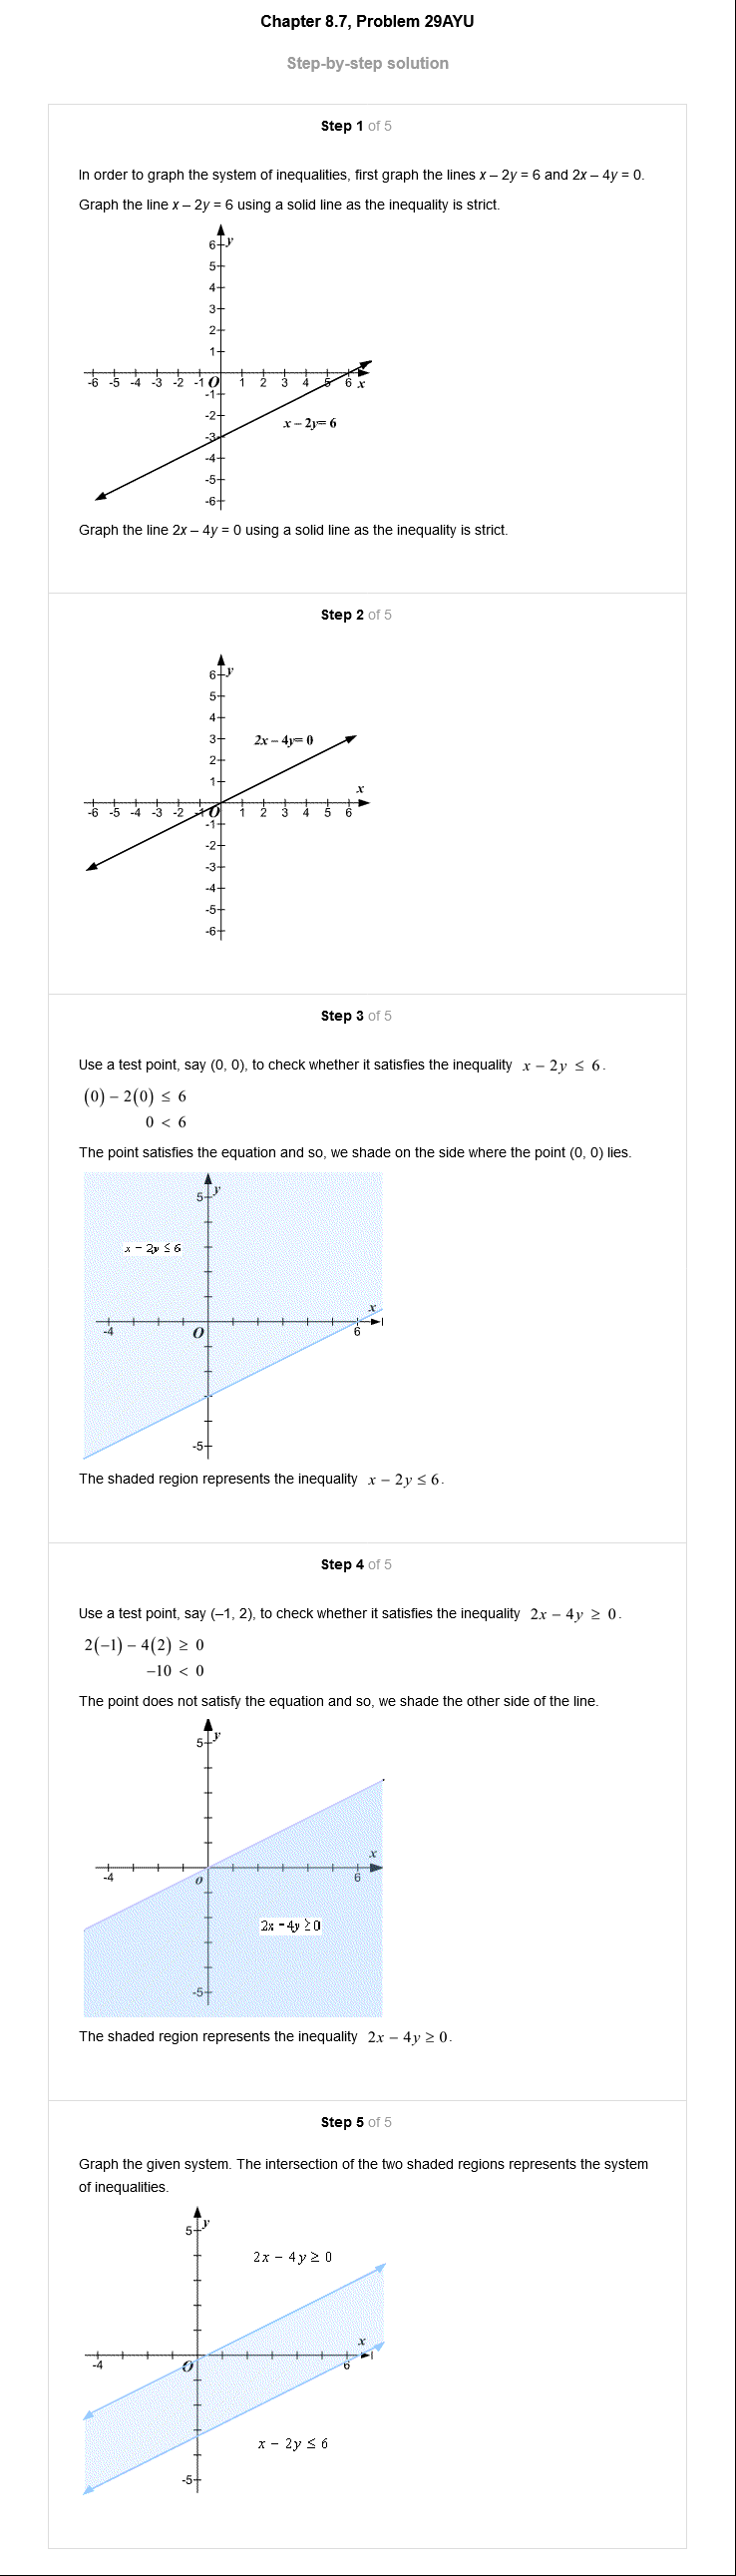 Chapter 8.7, Problem 29AYU
Step-by-step solution
Step 1 of 5
In order to graph the system of inequalities, first graph the lines x – 2y = 6 and 2x – 4y = 0.
Graph the line x – 2y = 6 using a solid line as the inequality is strict.
y
6
5
4
3
2
1
-6 -5 -4 -3 -2 -1 O 1 2 3 4 5 6 x
-1
-2
x – 2y= 6
-3
-4
-5
-6
Graph the line 2x – 4y = 0 using a solid line as the inequality is strict.
Step 2 of 5
y
6
5
4
3
2x – 4y= 0
2
1
x
-6 -5 -4 -3 -2 -1 O 1 2 3 4 5 6
-1
-2
-3
-4
-5
-6
Step 3 of 5
Use a test point, say (0, 0), to check whether it satisfies the inequality x – 2y ≤ 6.
(0) – 2(0) ≤ 6
0 < 6
The point satisfies the equation and so, we shade on the side where the point (0, 0) lies.
5 y
x – 2y ≤ 6
x
-4 O 6
-5
The shaded region represents the inequality x – 2y ≤ 6.
Step 4 of 5
Use a test point, say (–1, 2), to check whether it satisfies the inequality 2x – 4y ≥ 0.
2(–1) – 4(2) ≥ 0
–10 < 0
The point does not satisfy the equation and so, we shade the other side of the line.
5 y
x
-4 o 6
2x – 4y ≥ 0
-5
The shaded region represents the inequality 2x – 4y ≥ 0.
Step 5 of 5
Graph the given system. The intersection of the two shaded regions represents the system
of inequalities.
5 y
2x – 4y ≥ 0
x
-4 O 6
x – 2y ≤ 6
-5